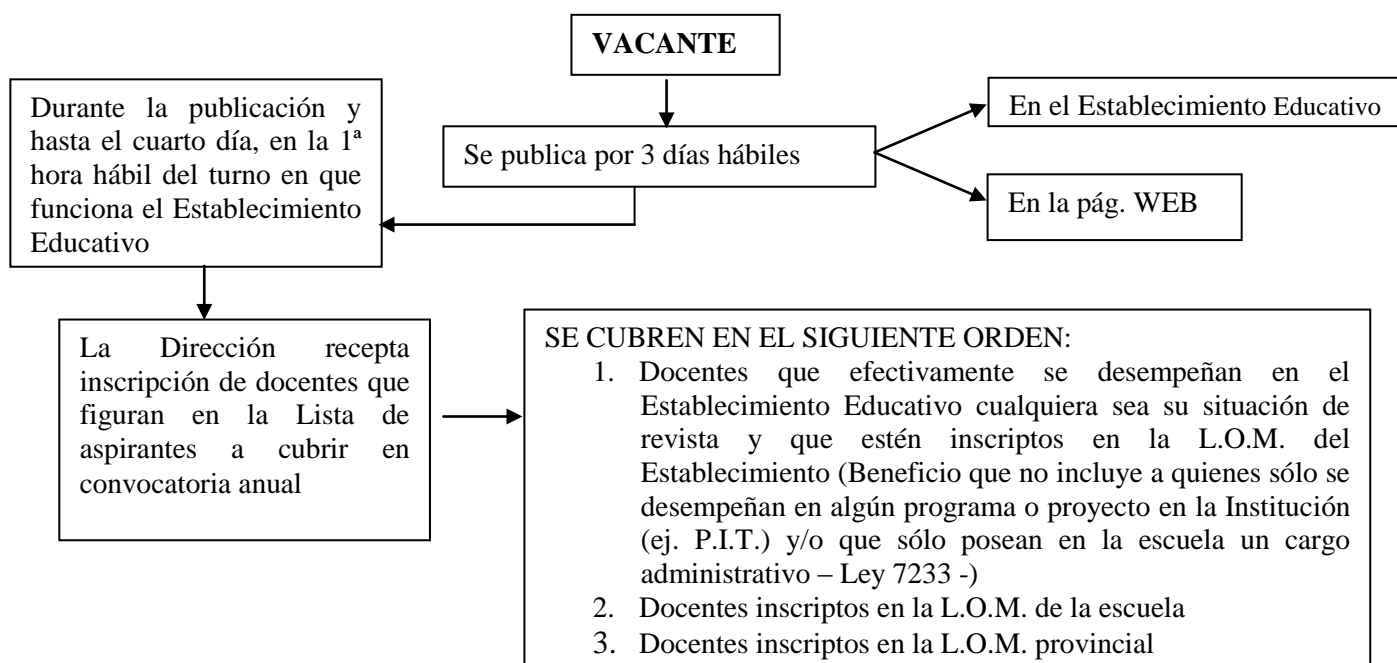 VACANTE
Se publica por 3 días hábiles
En el Establecimiento Educativo
En la pág. WEB
Durante la publicación y
hasta el cuarto día, en la 1ª
hora hábil del turno en que
funciona el Establecimiento
Educativo
La Dirección recepta
inscripción de docentes que
figuran en la Lista de
aspirantes a cubrir en
convocatoria anual
SE CUBREN EN EL SIGUIENTE ORDEN:
1. Docentes que efectivamente se desempeñan en el
Establecimiento Educativo cualquiera sea su situación de
revista y que estén inscriptos en la L.O.M. del
Establecimiento (Beneficio que no incluye a quienes sólo se
desempeñan en algún programa o proyecto en la Institución
(ej. P.I.T.) y/o que sólo posean en la escuela un cargo
administrativo – Ley 7233 -)
2. Docentes inscriptos en la L.O.M. de la escuela
3. Docentes inscriptos en la L.O.M. provincial